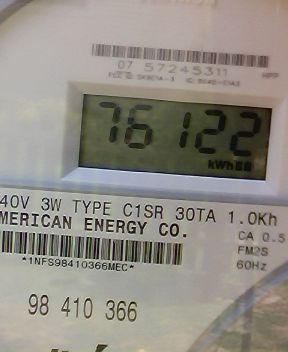 07 57245311 HPP
76122
kWh
40V 3W TYPE C1SR 30TA 1.0Kh
MERICAN ENERGY CO.
CA 0.5
*1NFS98410366MEC*
FM2S
60Hz
98 410 366